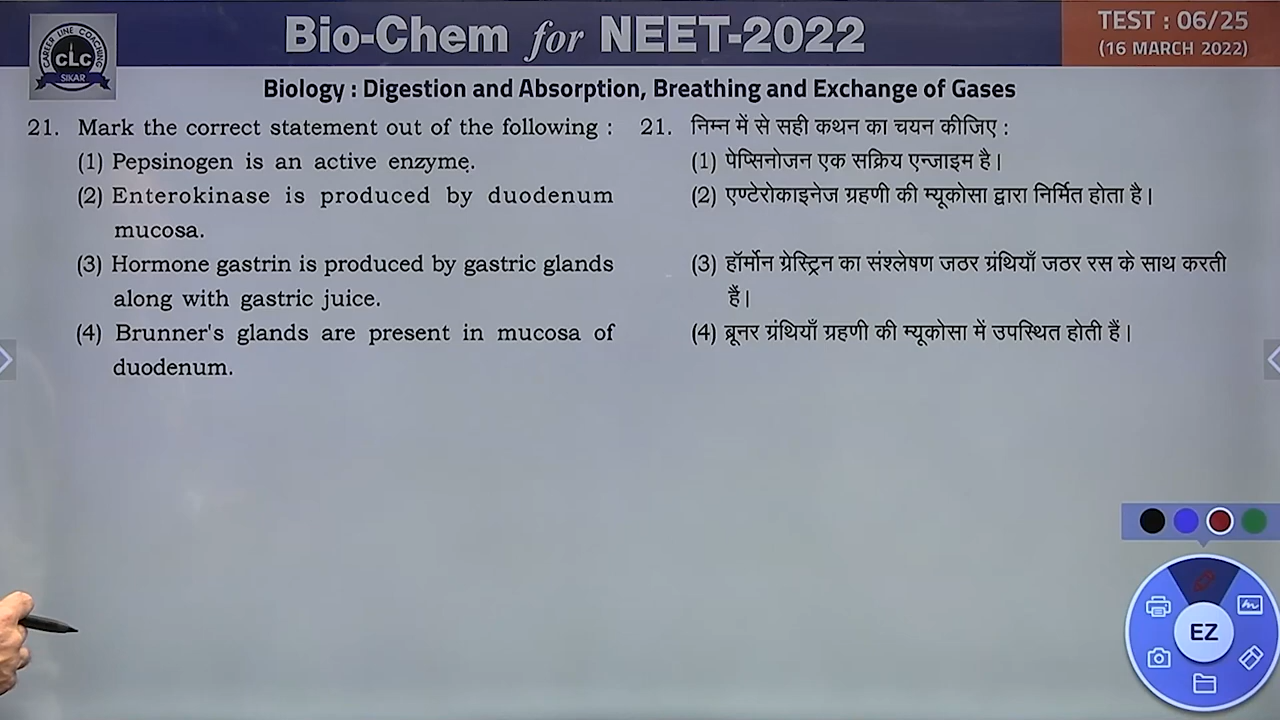 CAREER LINE COACHING
CLC
SIKAR
Bio-Chem for NEET-2022
TEST : 06/25
(16 MARCH 2022)
Biology : Digestion and Absorption, Breathing and Exchange of Gases
21. Mark the correct statement out of the following :
(1) Pepsinogen is an active enzyme.
(2) Enterokinase is produced by duodenum
mucosa.
(3) Hormone gastrin is produced by gastric glands
along with gastric juice.
(4) Brunner's glands are present in mucosa of
duodenum.
21. निम्न में से सही कथन का चयन कीजिए :
(1) पेप्सिनोजन एक सक्रिय एन्जाइम है।
(2) एण्टेरोकाइनेज ग्रहणी की म्यूकोसा द्वारा निर्मित होता है।
(3) हॉर्मोन ग्रेस्ट्रिन का संश्लेषण जठर ग्रंथियाँ जठर रस के साथ करती
हैं।
(4) ब्रूनर ग्रंथियाँ ग्रहणी की म्यूकोसा में उपस्थित होती हैं।
EZ